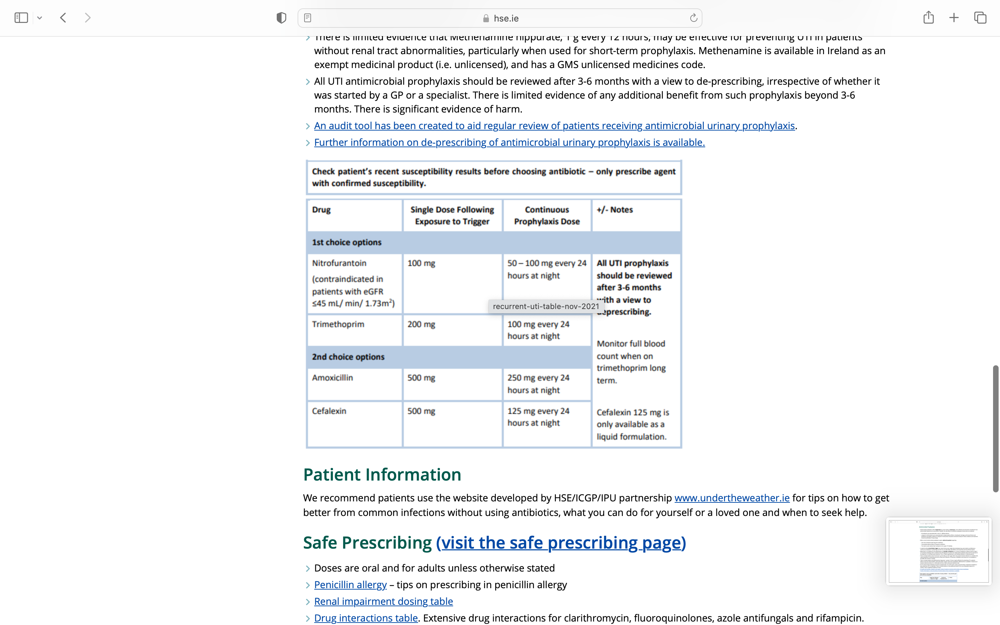 hse.ie
There is limited evidence that Methenamine hippurate, 1 g every 12 hours, may be effective for preventing UTI in patients
without renal tract abnormalities, particularly when used for short-term prophylaxis. Methenamine is available in Ireland as an
exempt medicinal product (i.e. unlicensed), and has a GMS unlicensed medicines code.
All UTI antimicrobial prophylaxis should be reviewed after 3-6 months with a view to de-prescribing, irrespective of whether it
was started by a GP or a specialist. There is limited evidence of any additional benefit from such prophylaxis beyond 3-6
months. There is significant evidence of harm.
An audit tool has been created to aid regular review of patients receiving antimicrobial urinary prophylaxis.
Further information on de-prescribing of antimicrobial urinary prophylaxis is available.
Check patient's recent susceptibility results before choosing antibiotic – only prescribe agent
with confirmed susceptibility.
Drug
Single Dose Following
Exposure to Trigger
Continuous
Prophylaxis Dose
+/- Notes
1st choice options
Nitrofurantoin
(contraindicated in
patients with eGFR
≤45 mL/ min/ 1.73m²)
100 mg
50 – 100 mg every 24
hours at night
All UTI prophylaxis
should be reviewed
after 3-6 months
with a view to
deprescribing.
recurrent-uti-table-nov-2021
Trimethoprim
200 mg
100 mg every 24
hours at night
Monitor full blood
count when on
trimethoprim long
term.
2nd choice options
Amoxicillin
500 mg
250 mg every 24
hours at night
Cefalexin
500 mg
125 mg every 24
hours at night
Cefalexin 125 mg is
only available as a
liquid formulation.
Patient Information
We recommend patients use the website developed by HSE/ICGP/IPU partnership www.undertheweather.ie for tips on how to get
better from common infections without using antibiotics, what you can do for yourself or a loved one and when to seek help.
Safe Prescribing (visit the safe prescribing page)
Doses are oral and for adults unless otherwise stated
Penicillin allergy – tips on prescribing in penicillin allergy
Renal impairment dosing table
Drug interactions table. Extensive drug interactions for clarithromycin, fluoroquinolones, azole antifungals and rifampicin.